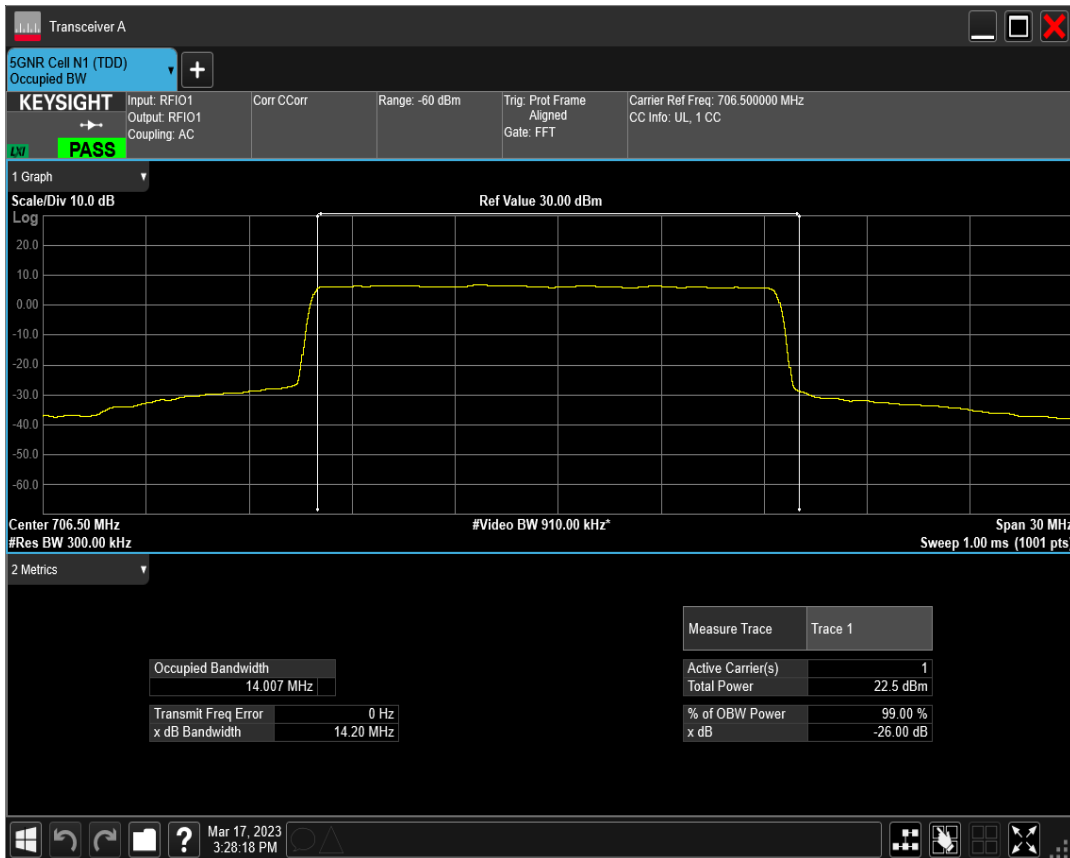 Transceiver A
5GNR Cell N1 (TDD)
Occupied BW
+
KEYSIGHT
LXI
PASS
Input: RFIO1
Output: RFIO1
Coupling: AC
Corr CCorr
Range: -60 dBm
Trig: Prot Frame
Aligned
Gate: FFT
Carrier Ref Freq: 706.500000 MHz
CC Info: UL, 1 CC
1 Graph
Scale/Div 10.0 dB
Ref Value 30.00 dBm
Log
20.0
10.0
0.00
-10.0
-20.0
-30.0
-40.0
-50.0
-60.0
Center 706.50 MHz
#Video BW 910.00 kHz*
Span 30 MHz
#Res BW 300.00 kHz
Sweep 1.00 ms (1001 pts)
2 Metrics
Measure Trace Trace 1
Occupied Bandwidth
14.007 MHz
Active Carrier(s) 1
Total Power 22.5 dBm
Transmit Freq Error 0 Hz
x dB Bandwidth 14.20 MHz
% of OBW Power 99.00 %
x dB -26.00 dB
?
Mar 17, 2023
3:28:18 PM